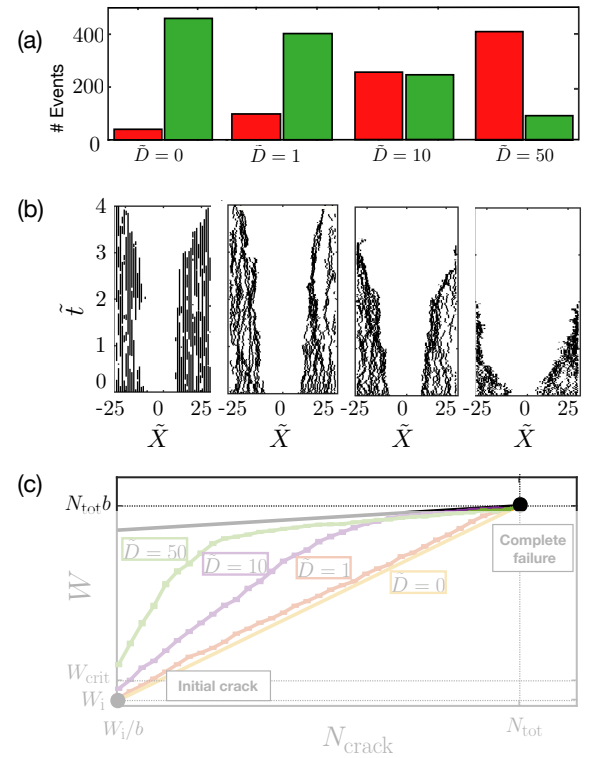 (a)
# Events
400
200
0
D̃ = 0
D̃ = 1
D̃ = 10
D̃ = 50
(b)
t̃
4
3
2
1
0
-25 0 25
-25 0 25
-25 0 25
-25 0 25
X̃
X̃
X̃
X̃
(c)
W
N_tot b
W_crit
W_i
D̃ = 50
D̃ = 10
D̃ = 1
D̃ = 0
Complete
failure
Initial crack
W_i/b
N_crack
N_tot